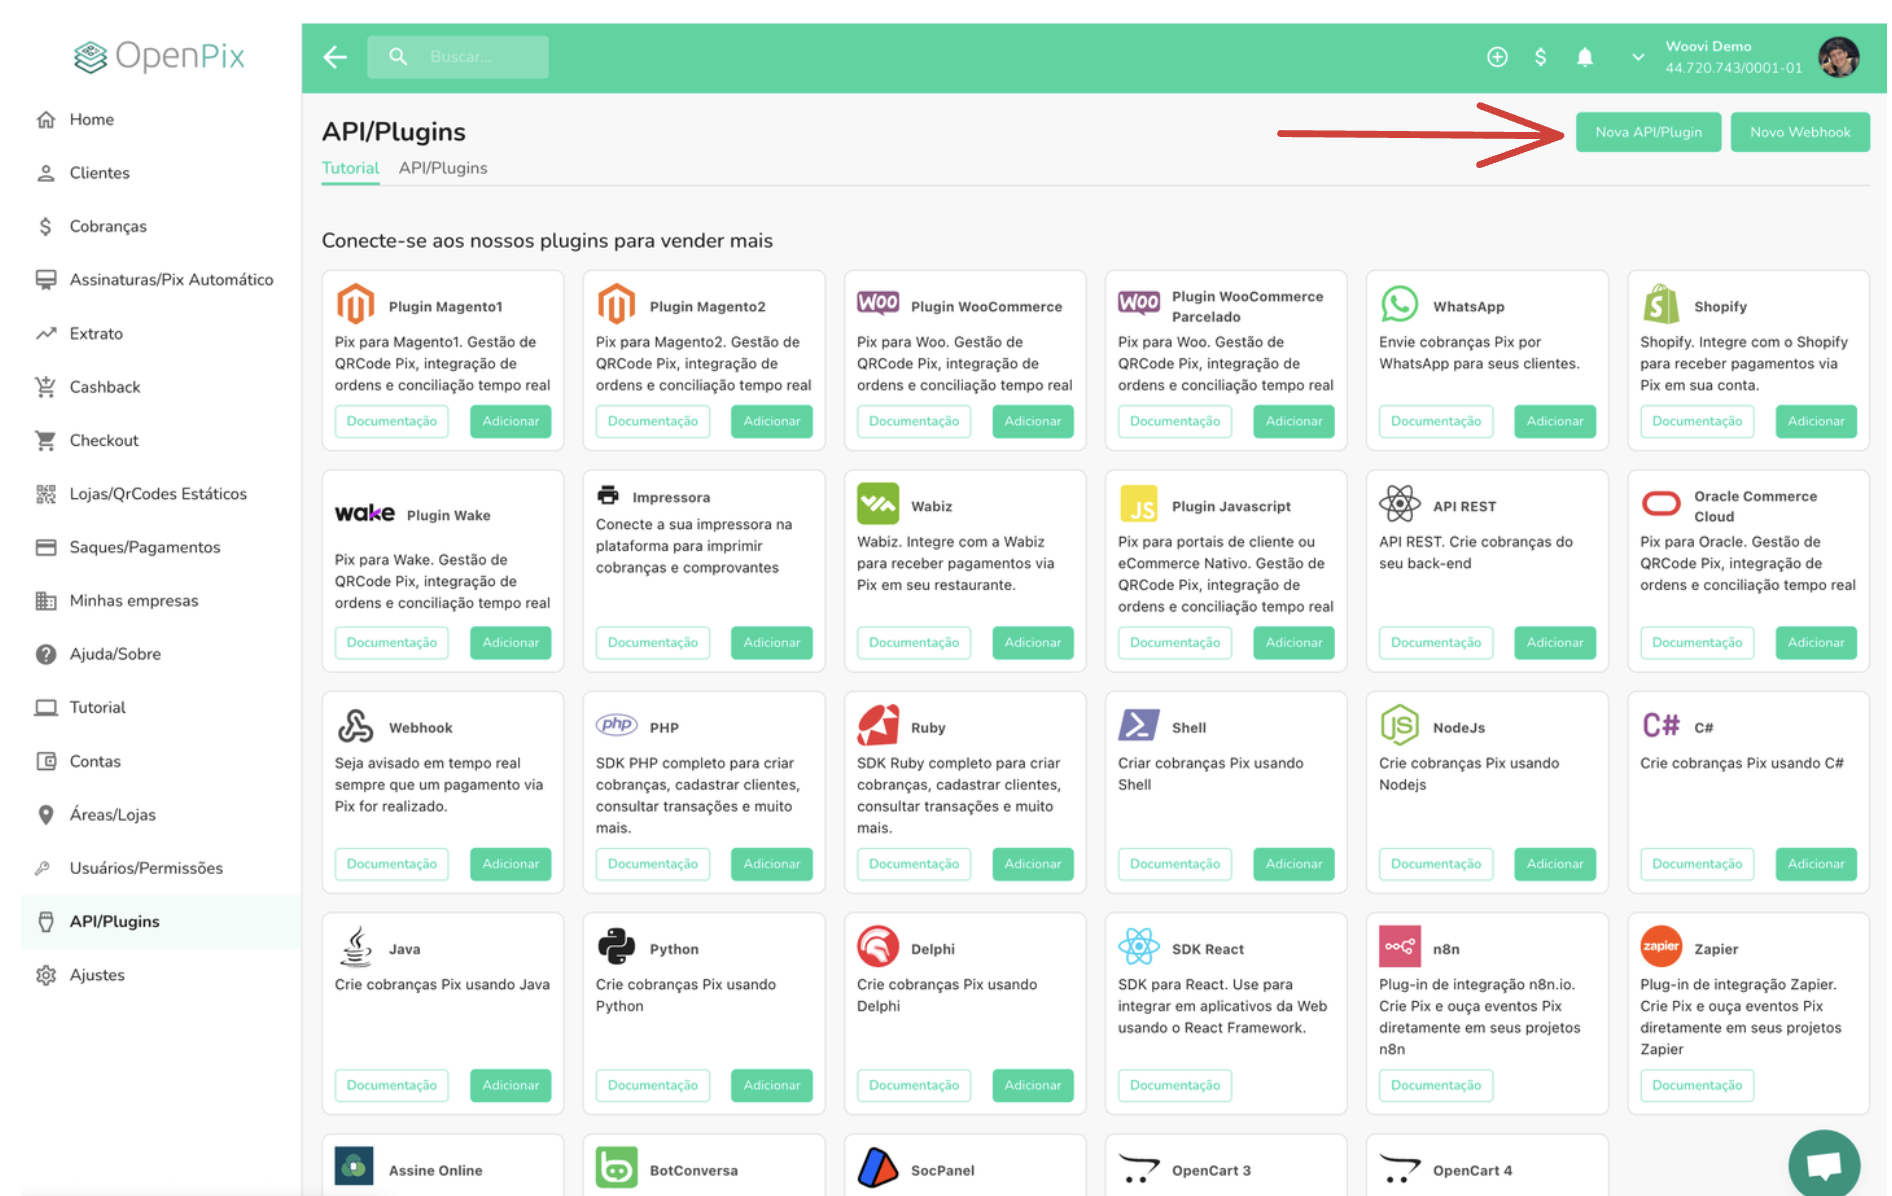 OpenPix
Buscar...
Woovi Demo
44.720.743/0001-01
Home
Clientes
Cobranças
Assinaturas/Pix Automático
Extrato
Cashback
Checkout
Lojas/QrCodes Estáticos
Saques/Pagamentos
Minhas empresas
Ajuda/Sobre
Tutorial
Contas
Áreas/Lojas
Usuários/Permissões
API/Plugins
Ajustes
API/Plugins
Nova API/Plugin
Novo Webhook
Tutorial
API/Plugins
Conecte-se aos nossos plugins para vender mais
Plugin Magento1
Pix para Magento1. Gestão de
QRCode Pix, integração de
ordens e conciliação tempo real
Documentação
Adicionar
Plugin Magento2
Pix para Magento2. Gestão de
QRCode Pix, integração de
ordens e conciliação tempo real
Documentação
Adicionar
Woo
Plugin WooCommerce
Pix para Woo. Gestão de
QRCode Pix, integração de
ordens e conciliação tempo real
Documentação
Adicionar
Woo
Plugin WooCommerce
Parcelado
Pix para Woo. Gestão de
QRCode Pix, integração de
ordens e conciliação tempo real
Documentação
Adicionar
WhatsApp
Envie cobranças Pix por
WhatsApp para seus clientes.
Documentação
Adicionar
Shopify
Shopify. Integre com o Shopify
para receber pagamentos via
Pix em sua conta.
Documentação
Adicionar
wake
Plugin Wake
Pix para Wake. Gestão de
QRCode Pix, integração de
ordens e conciliação tempo real
Documentação
Adicionar
Impressora
Conecte a sua impressora na
plataforma para imprimir
cobranças e comprovantes
Documentação
Adicionar
Wabiz
Wabiz. Integre com a Wabiz
para receber pagamentos via
Pix em seu restaurante.
Documentação
Adicionar
JS
Plugin Javascript
Pix para portais de cliente ou
eCommerce Nativo. Gestão de
QRCode Pix, integração de
ordens e conciliação tempo real
Documentação
Adicionar
API REST
API REST. Crie cobranças do
seu back-end
Documentação
Adicionar
Oracle Commerce
Cloud
Pix para Oracle. Gestão de
QRCode Pix, integração de
ordens e conciliação tempo real
Documentação
Adicionar
Webhook
Seja avisado em tempo real
sempre que um pagamento via
Pix for realizado.
Documentação
Adicionar
php
PHP
SDK PHP completo para criar
cobranças, cadastrar clientes,
consultar transações e muito
mais.
Documentação
Adicionar
Ruby
SDK Ruby completo para criar
cobranças, cadastrar clientes,
consultar transações e muito
mais.
Documentação
Adicionar
Shell
Criar cobranças Pix usando
Shell
Documentação
Adicionar
JS
NodeJs
Crie cobranças Pix usando
Nodejs
Documentação
Adicionar
C#
C#
Crie cobranças Pix usando C#
Documentação
Adicionar
Java
Crie cobranças Pix usando Java
Documentação
Adicionar
Python
Crie cobranças Pix usando
Python
Documentação
Adicionar
Delphi
Crie cobranças Pix usando
Delphi
Documentação
Adicionar
SDK React
SDK para React. Use para
integrar em aplicativos da Web
usando o React Framework.
Documentação
n8n
Plug-in de integração n8n.io.
Crie Pix e ouça eventos Pix
diretamente em seus projetos
n8n
Documentação
zapier
Zapier
Plug-in de integração Zapier.
Crie Pix e ouça eventos Pix
diretamente em seus projetos
Zapier
Documentação
Assine Online
BotConversa
SocPanel
OpenCart 3
OpenCart 4